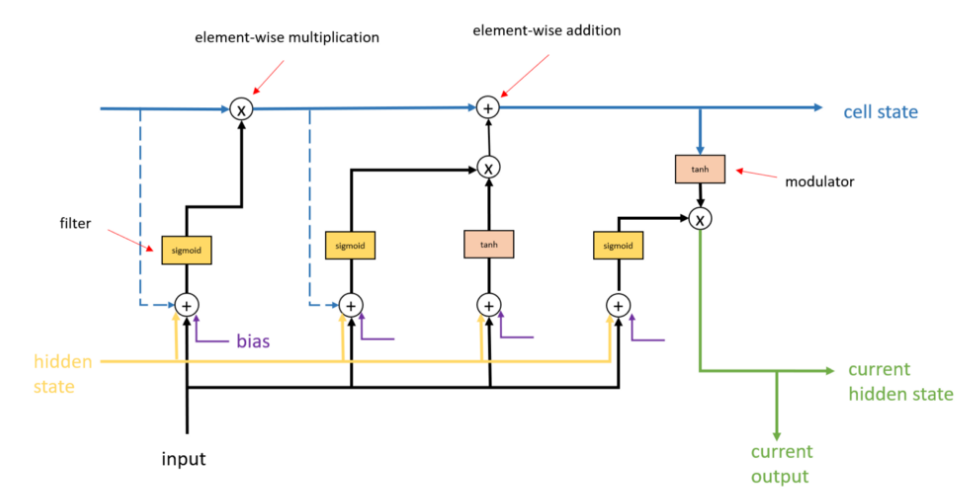 element-wise multiplication
element-wise addition
X
+
cell state
tanh
modulator
X
X
filter
sigmoid
sigmoid
tanh
sigmoid
+
+
+
+
bias
hidden
state
current
hidden state
input
current
output